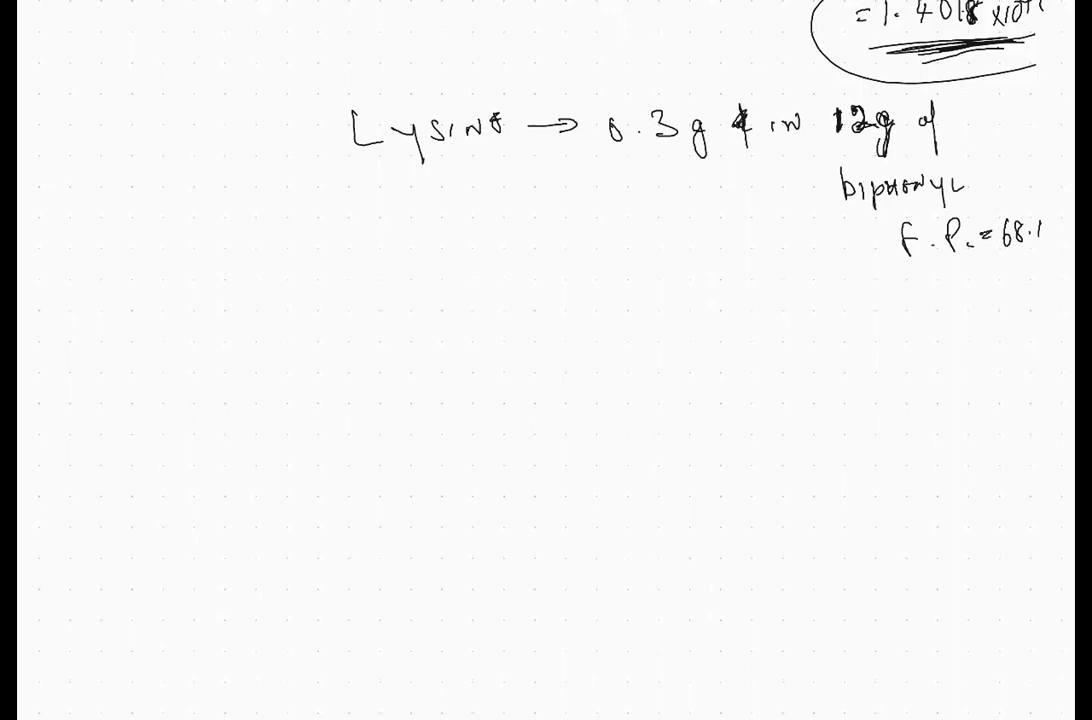 = 1.4018 x10
Lysine → 0.3g in 12g of
biphenyl
F.P. = 68.1